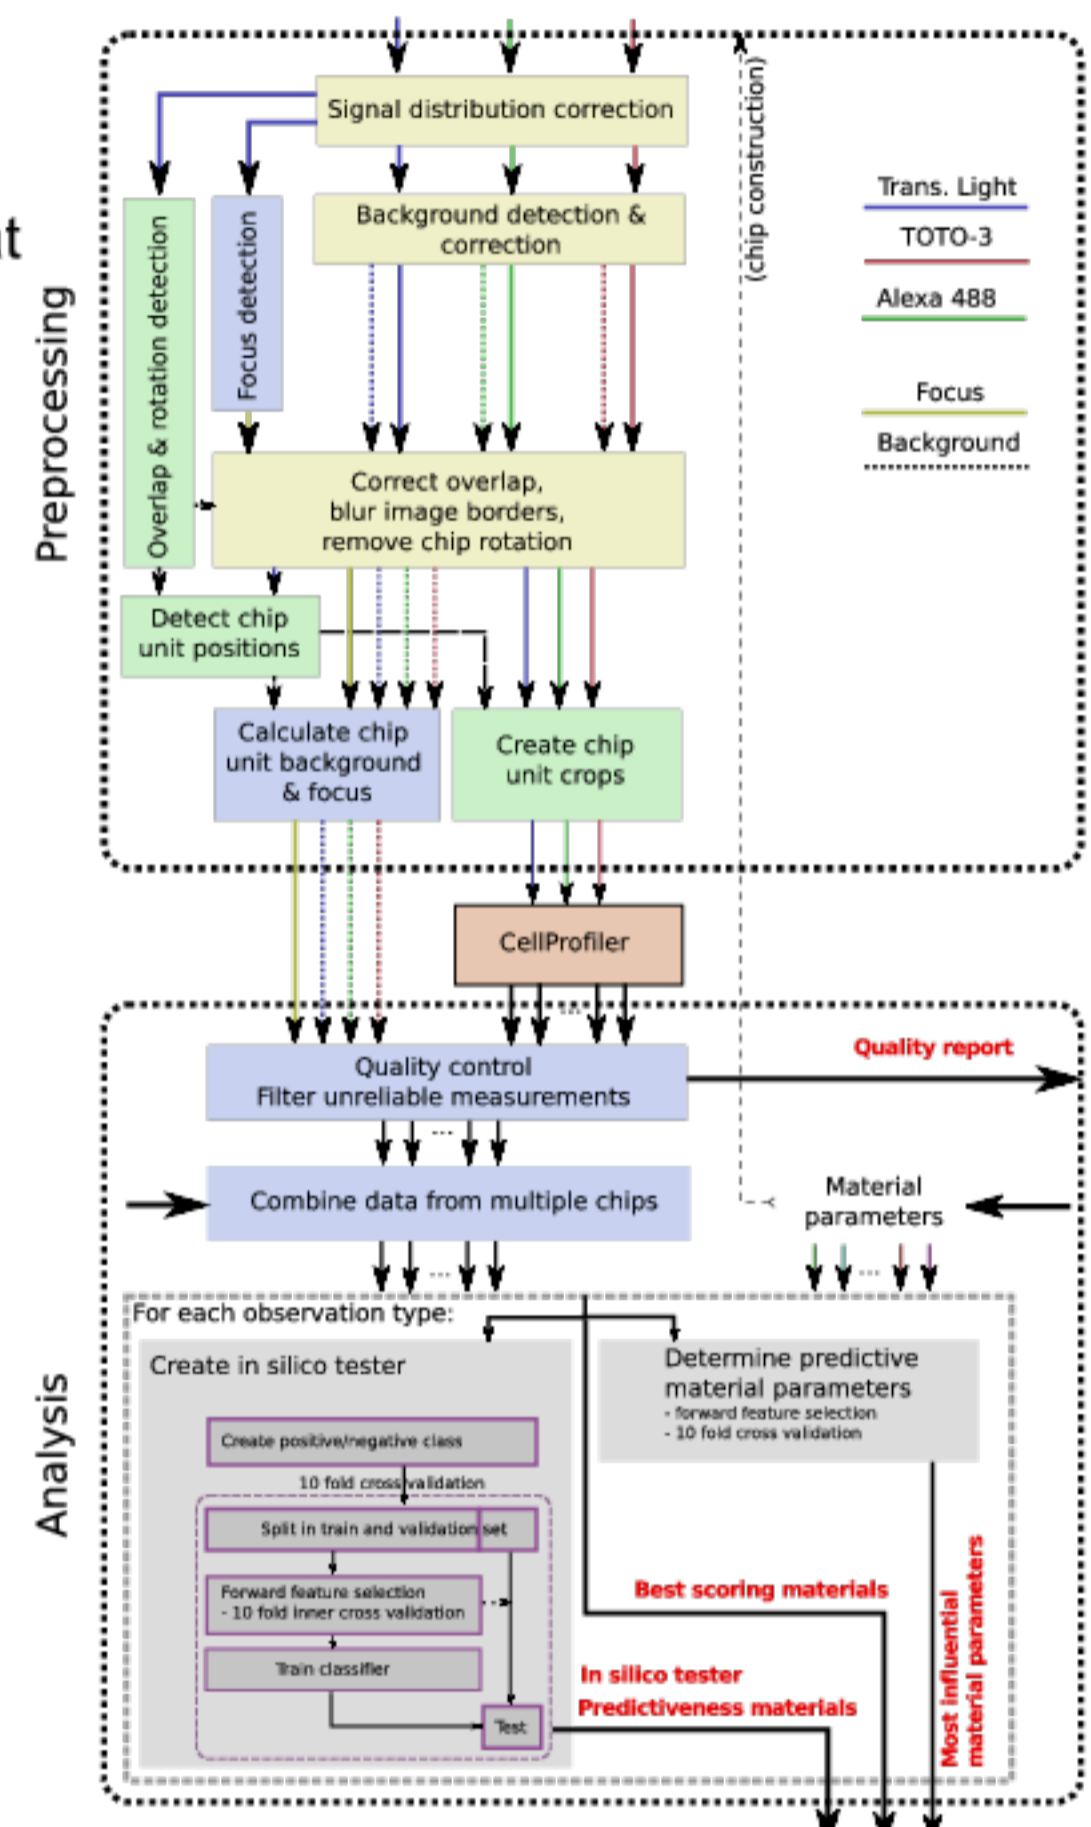 at
Preprocessing
Signal distribution correction
(chip construction)
Trans. Light
TOTO-3
Alexa 488
Focus
Background
Overlap & rotation detection
Focus detection
Background detection &
correction
Correct overlap,
blur image borders,
remove chip rotation
Detect chip
unit positions
Calculate chip
unit background
& focus
Create chip
unit crops
CellProfiler
...
Quality control
Filter unreliable measurements
Quality report
...
Combine data from multiple chips
Material
parameters
...
...
Analysis
For each observation type:
Create in silico tester
Determine predictive
material parameters
- forward feature selection
- 10 fold cross validation
Create positive/negative class
10 fold cross validation
Split in train and validation set
Forward feature selection
- 10 fold inner cross validation
Train classifier
Test
Best scoring materials
In silico tester
Predictiveness materials
Most influential
material parameters